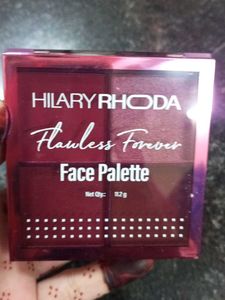 HILARY RHODA
Flawless Forever
Face Palette
Net Qty.: 11.2 g